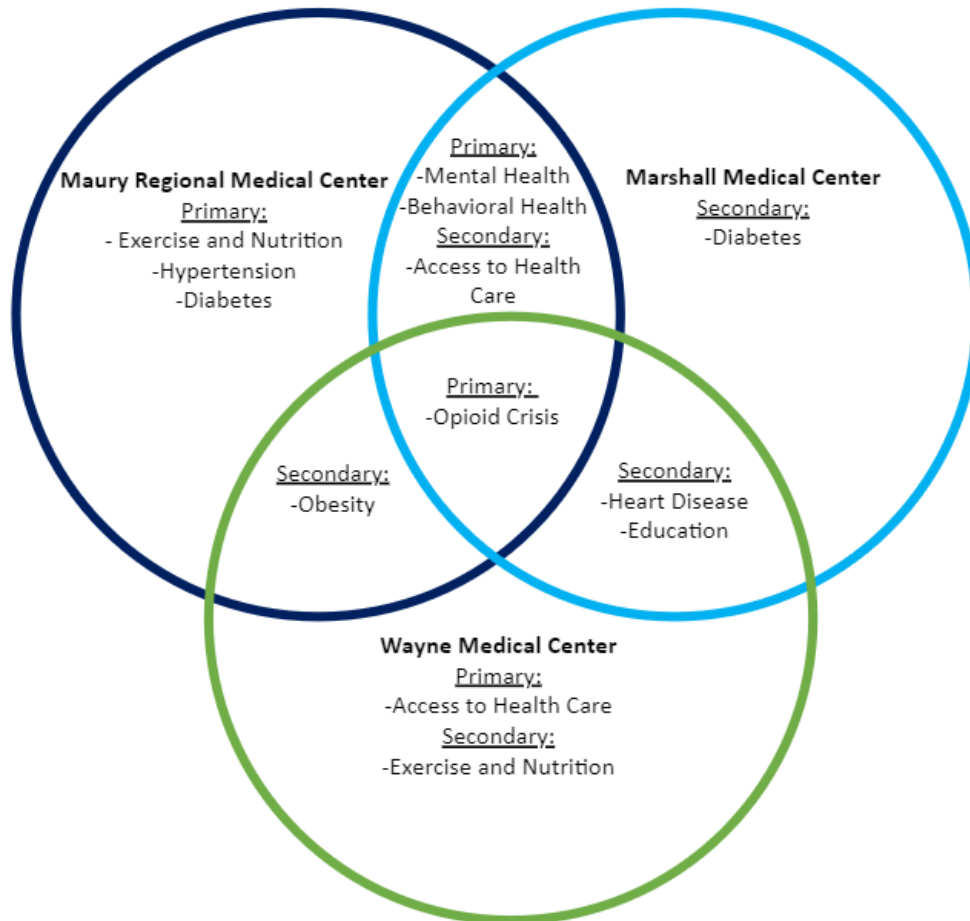 Maury Regional Medical Center
Primary:
- Exercise and Nutrition
-Hypertension
-Diabetes
Primary:
-Mental Health
-Behavioral Health
Secondary:
-Access to Health
Care
Marshall Medical Center
Secondary:
-Diabetes
Primary:
-Opioid Crisis
Secondary:
-Obesity
Secondary:
-Heart Disease
-Education
Wayne Medical Center
Primary:
-Access to Health Care
Secondary:
-Exercise and Nutrition